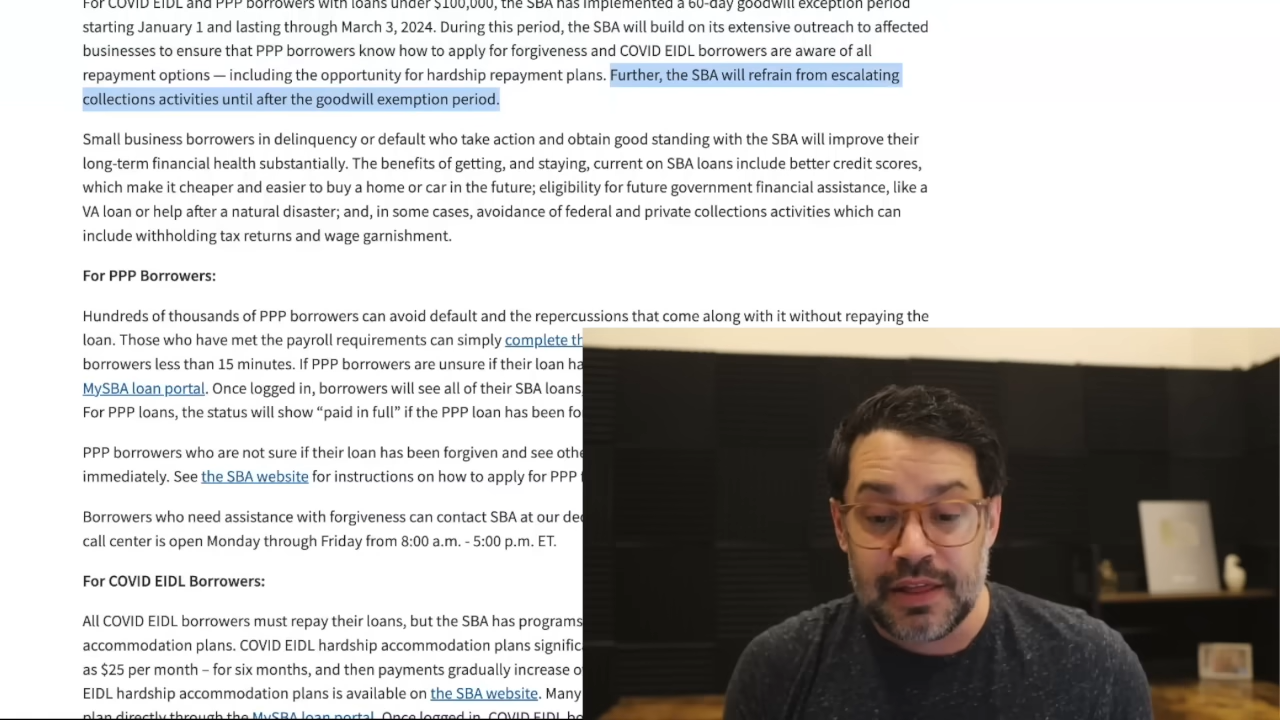 For COVID EIDL and PPP borrowers with loans under $100,000, the SBA has implemented a 60-day goodwill exception period
starting January 1 and lasting through March 3, 2024. During this period, the SBA will build on its extensive outreach to affected
businesses to ensure that PPP borrowers know how to apply for forgiveness and COVID EIDL borrowers are aware of all
repayment options — including the opportunity for hardship repayment plans. Further, the SBA will refrain from escalating
collections activities until after the goodwill exemption period.
Small business borrowers in delinquency or default who take action and obtain good standing with the SBA will improve their
long-term financial health substantially. The benefits of getting, and staying, current on SBA loans include better credit scores,
which make it cheaper and easier to buy a home or car in the future; eligibility for future government financial assistance, like a
VA loan or help after a natural disaster; and, in some cases, avoidance of federal and private collections activities which can
include withholding tax returns and wage garnishment.
For PPP Borrowers:
Hundreds of thousands of PPP borrowers can avoid default and the repercussions that come along with it without repaying the
loan. Those who have met the payroll requirements can simply complete th
borrowers less than 15 minutes. If PPP borrowers are unsure if their loan ha
MySBA loan portal. Once logged in, borrowers will see all of their SBA loans,
For PPP loans, the status will show “paid in full” if the PPP loan has been fo
PPP borrowers who are not sure if their loan has been forgiven and see othe
immediately. See the SBA website for instructions on how to apply for PPP
Borrowers who need assistance with forgiveness can contact SBA at our de
call center is open Monday through Friday from 8:00 a.m. - 5:00 p.m. ET.
For COVID EIDL Borrowers:
All COVID EIDL borrowers must repay their loans, but the SBA has programs
accommodation plans. COVID EIDL hardship accommodation plans signific
as $25 per month – for six months, and then payments gradually increase o
EIDL hardship accommodation plans is available on the SBA website. Many
plan directly through the MySBA loan portal. Once logged in, COVID EIDL bo